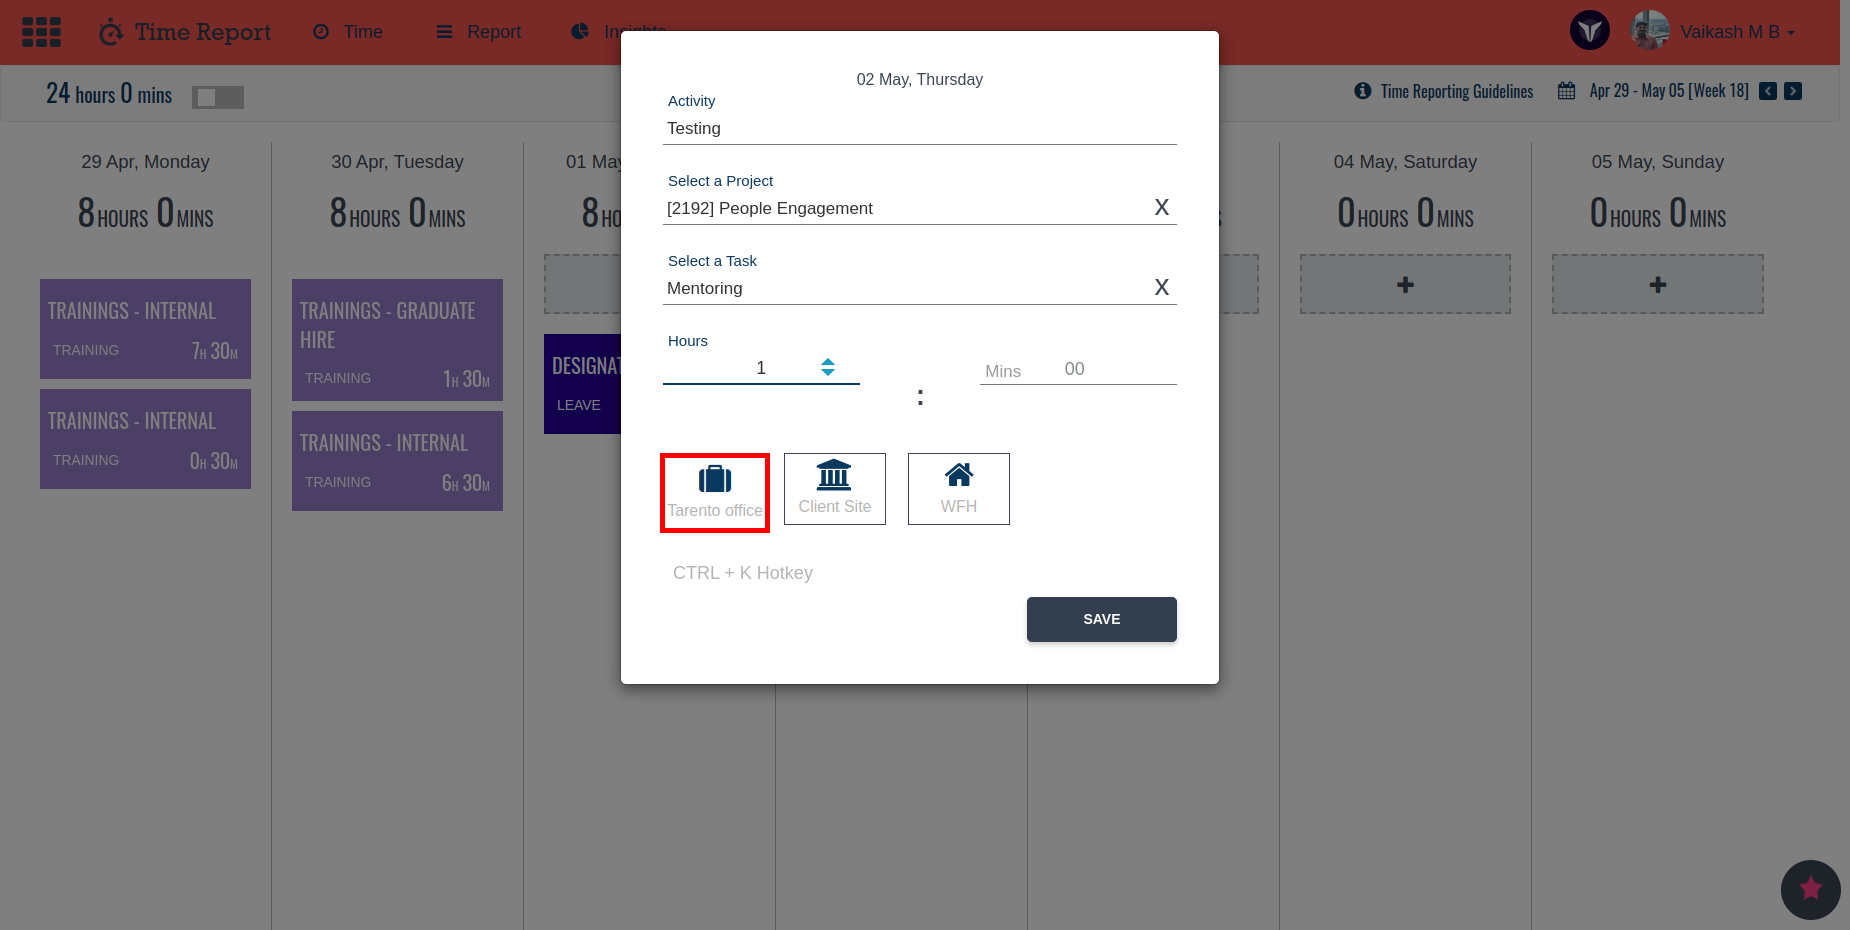 Time Report
Time
Report
Insights
Vaikash M B
24 hours 0 mins
Time Reporting Guidelines
Apr 29 - May 05 [Week 18]
29 Apr, Monday
8 HOURS 0 MINS
TRAININGS - INTERNAL
TRAINING 7H 30M
TRAININGS - INTERNAL
TRAINING 0H 30M
30 Apr, Tuesday
8 HOURS 0 MINS
TRAININGS - GRADUATE
HIRE
TRAINING 1H 30M
TRAININGS - INTERNAL
TRAINING 6H 30M
01 May
8 HO
DESIGNAT
LEAVE
02 May, Thursday
Activity
Testing
Select a Project
[2192] People Engagement X
Select a Task
Mentoring X
Hours
1 : Mins 00
Tarento office
Client Site
WFH
CTRL + K Hotkey
SAVE
04 May, Saturday
0 HOURS 0 MINS
+
05 May, Sunday
0 HOURS 0 MINS
+